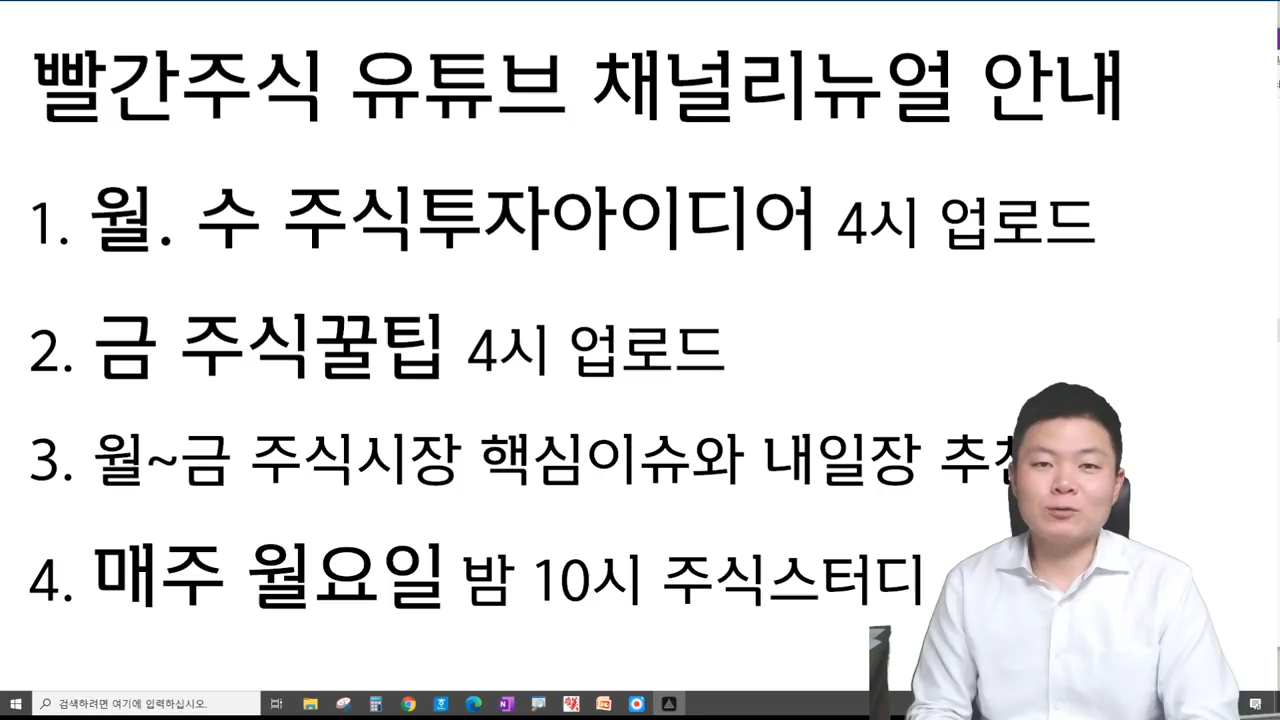 빨간주식 유튜브 채널리뉴얼 안내
1. 월. 수 주식투자아이디어 4시 업로드
2. 금 주식꿀팁 4시 업로드
3. 월~금 주식시장 핵심이슈와 내일장
4. 매주 월요일 밤 10시 주식스터디
검색하려면 여기에 입력하십시오.